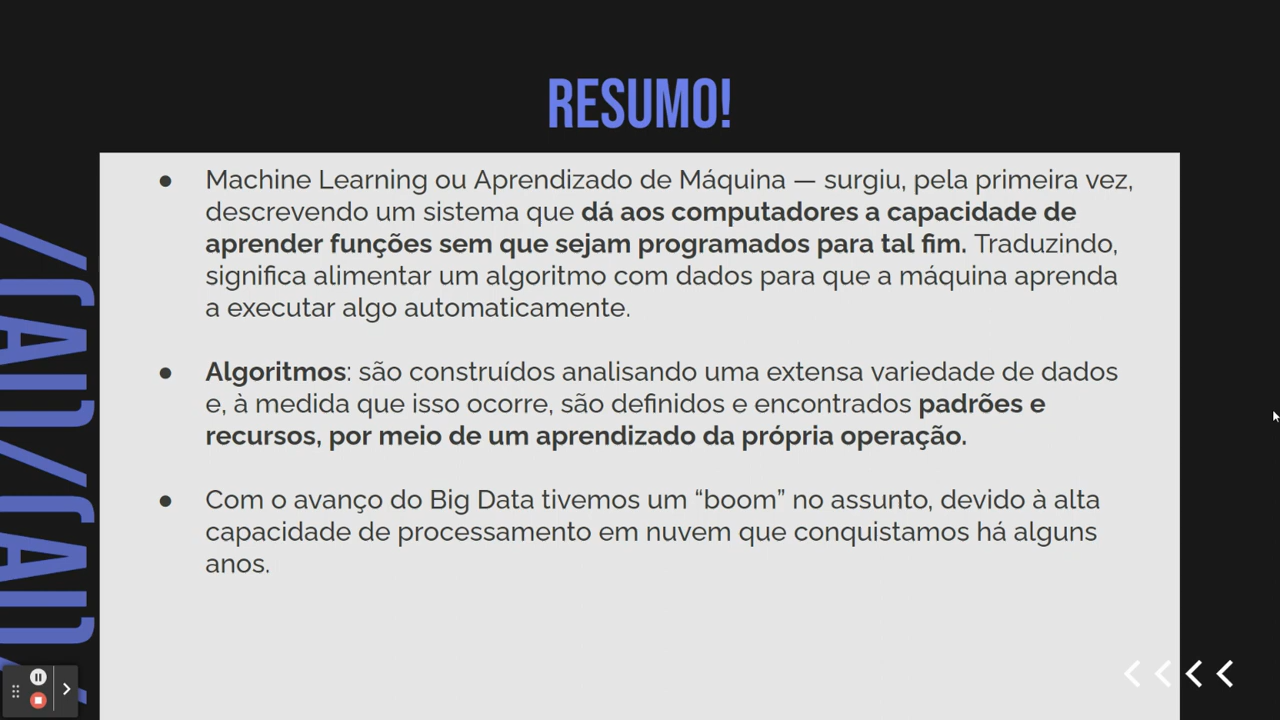 RESUMO!
● Machine Learning ou Aprendizado de Máquina — surgiu, pela primeira vez,
descrevendo um sistema que dá aos computadores a capacidade de
aprender funções sem que sejam programados para tal fim. Traduzindo,
significa alimentar um algoritmo com dados para que a máquina aprenda
a executar algo automaticamente.
● Algoritmos: são construídos analisando uma extensa variedade de dados
e, à medida que isso ocorre, são definidos e encontrados padrões e
recursos, por meio de um aprendizado da própria operação.
● Com o avanço do Big Data tivemos um “boom” no assunto, devido à alta
capacidade de processamento em nuvem que conquistamos há alguns
anos.